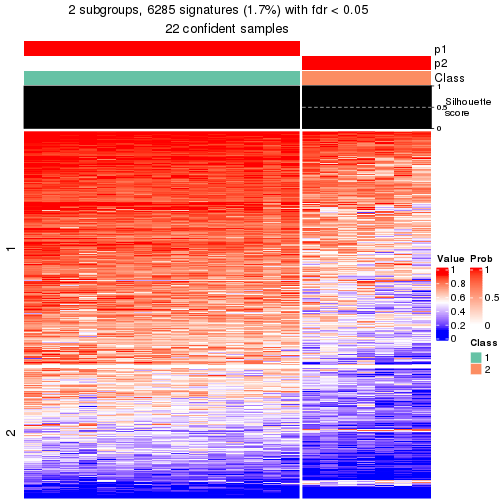 2 subgroups, 6285 signatures (1.7%) with fdr < 0.05
22 confident samples
p1
p2
Class
1
0.5
0
Silhouette
score
1
2
Value
1
0.8
0.6
0.4
0.2
0
Prob
1
0.5
0
Class
1
2